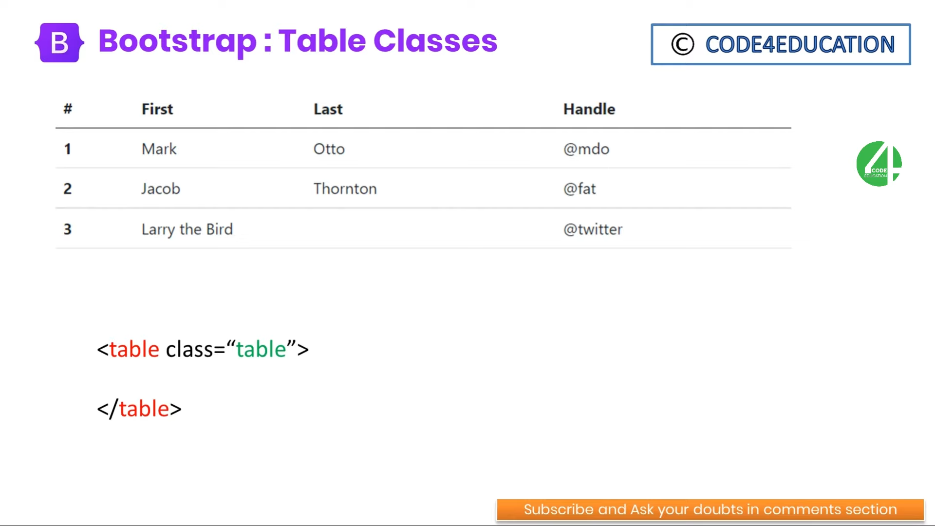 B Bootstrap : Table Classes
© CODE4EDUCATION
# First Last Handle
1 Mark Otto @mdo
2 Jacob Thornton @fat
3 Larry the Bird @twitter
4
CODE
<table class=“table”>
</table>
Subscribe and Ask your doubts in comments section